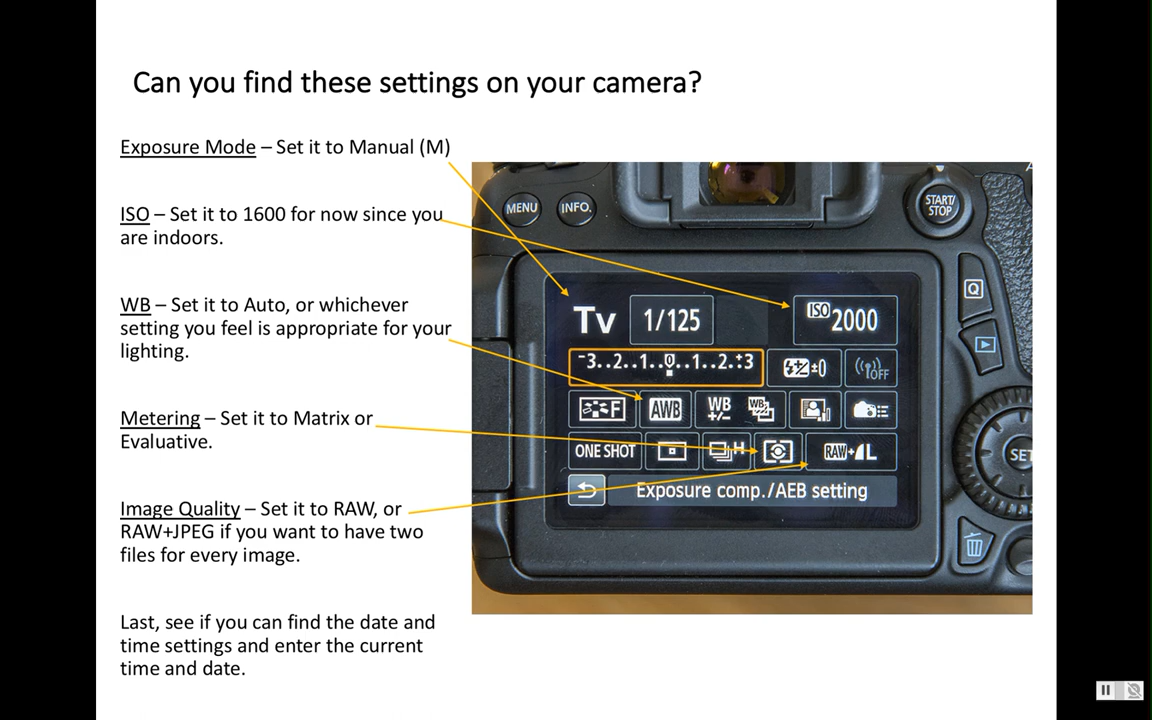 Can you find these settings on your camera?
Exposure Mode – Set it to Manual (M)
ISO – Set it to 1600 for now since you
are indoors.
WB – Set it to Auto, or whichever
setting you feel is appropriate for your
lighting.
Metering – Set it to Matrix or
Evaluative.
Image Quality – Set it to RAW, or
RAW+JPEG if you want to have two
files for every image.
Last, see if you can find the date and
time settings and enter the current
time and date.
MENU INFO.
START/
STOP
Q
Tv 1/125 ISO 2000
-3..2..1..0..1..2.:+3 ±0 OFF
F AWB WB +/- WB
ONE SHOT H RAW+L
SET
Exposure comp./AEB setting